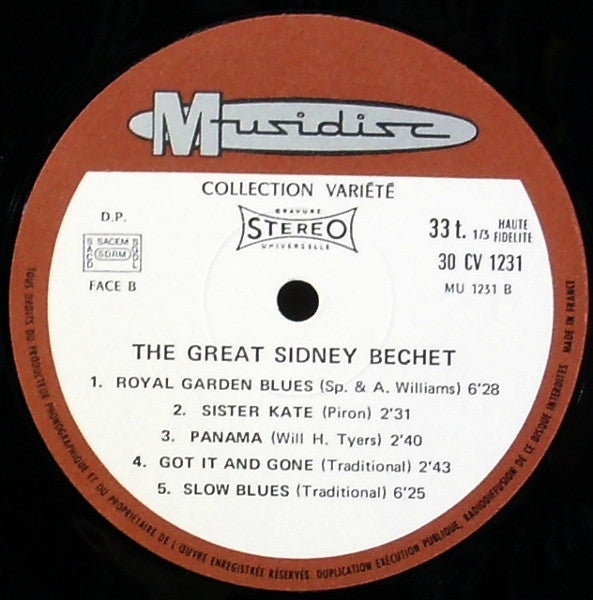 Musidisc
COLLECTION VARIÉTÉ
D.P.
GRAVURE
STEREO
UNIVERSELLE
33 t. 1/3 HAUTE FIDELITE
SACEM
SACD
SDRM
SGDL
30 CV 1231
FACE B
MU 1231 B
THE GREAT SIDNEY BECHET
1. ROYAL GARDEN BLUES (Sp. & A. Williams) 6'28
2. SISTER KATE (Piron) 2'31
3. PANAMA (Will H. Tyers) 2'40
4. GOT IT AND GONE (Traditional) 2'43
5. SLOW BLUES (Traditional) 6'25
TOUS DROITS DU PRODUCTEUR PHONOGRAPHIQUE ET DU PROPRIETAIRE DE L'ŒUVRE ENREGISTRÉE RÉSERVÉS. DUPLICATION EXÉCUTION PUBLIQUE, RADIODIFFUSION DE CE DISQUE INTERDITES MADE IN FRANCE